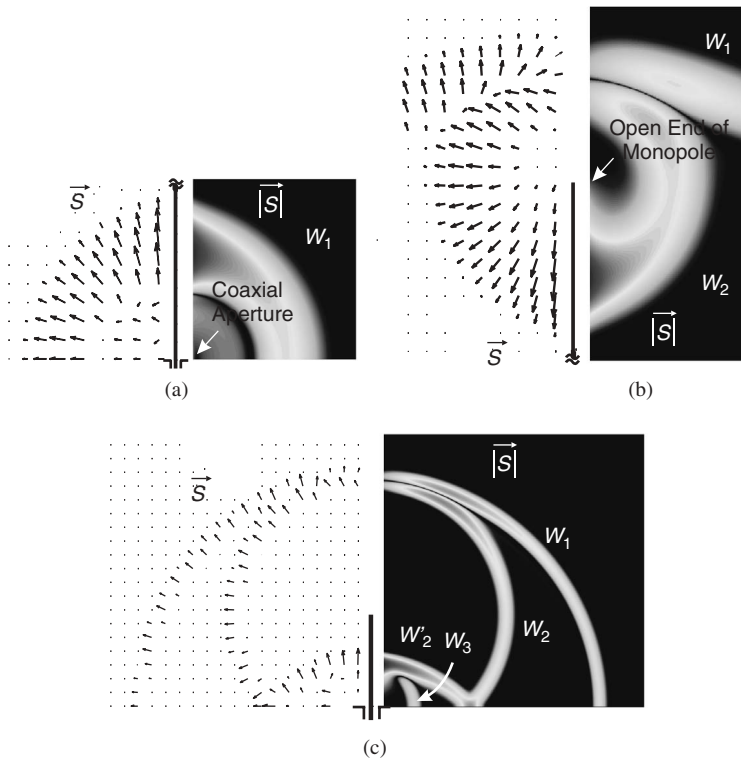 S
|S|
W₁
Coaxial
Aperture
(a)
W₁
Open End of
Monopole
W₂
|S|
S
(b)
S
|S|
W₁
W₂
W'₂
W₃
(c)